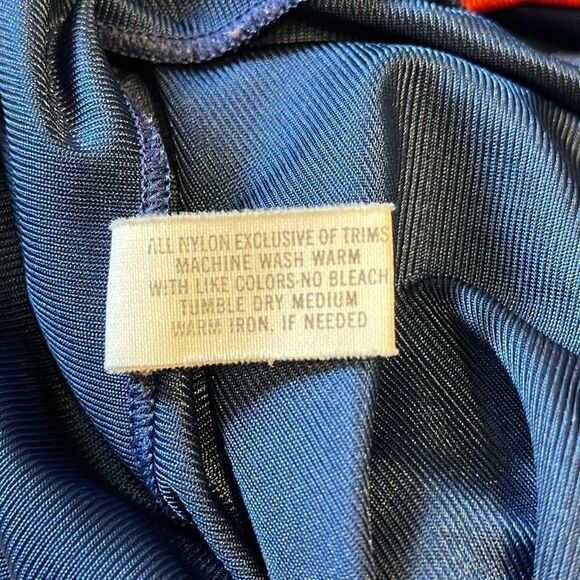 ALL NYLON EXCLUSIVE OF TRIMS
MACHINE WASH WARM
WITH LIKE COLORS-NO BLEACH
TUMBLE DRY MEDIUM
WARM IRON, IF NEEDED